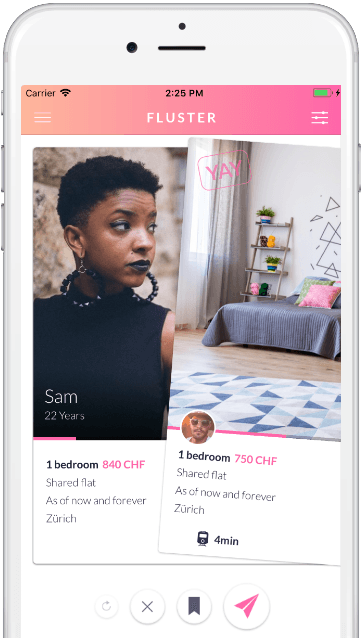 Carrier 2:25 PM
FLUSTER
YAY
Sam
22 Years
1 bedroom 840 CHF
Shared flat
As of now and forever
Zürich
1 bedroom 750 CHF
Shared flat
As of now and forever
Zürich
4min